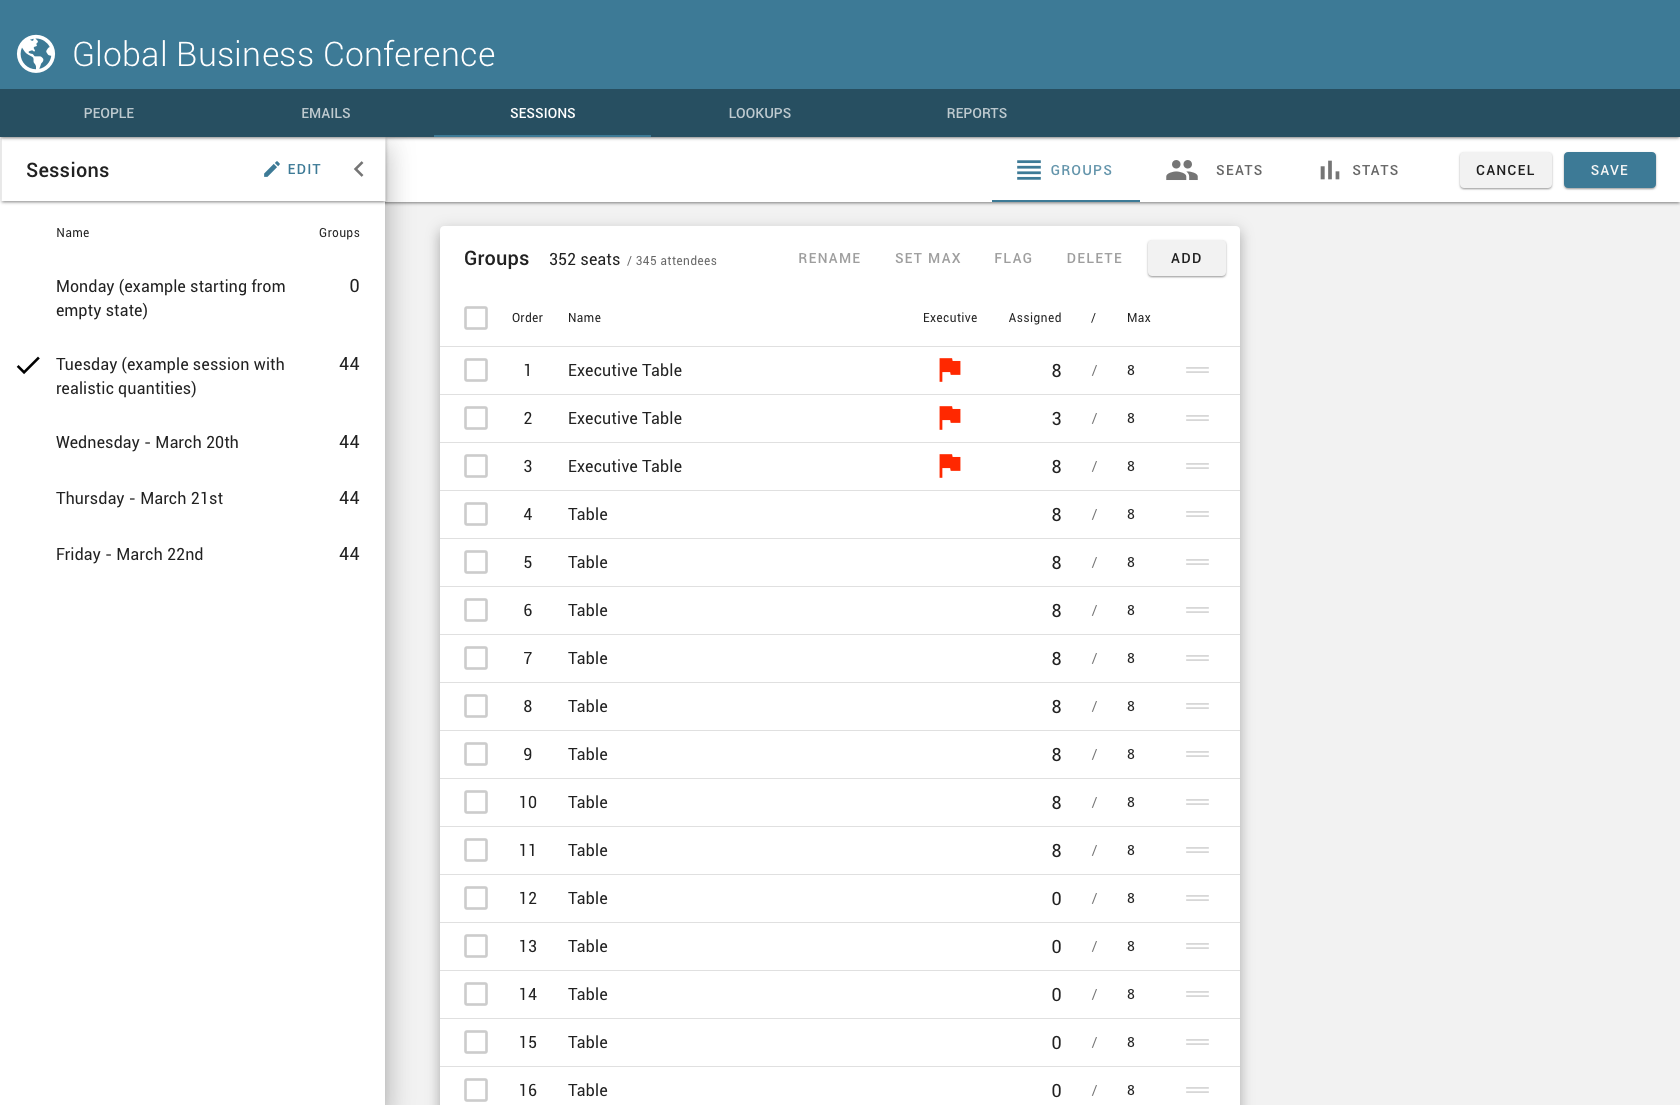 Global Business Conference
PEOPLE EMAILS SESSIONS LOOKUPS REPORTS
Sessions EDIT
GROUPS SEATS STATS CANCEL SAVE
Name Groups
Monday (example starting from 0
empty state)
Tuesday (example session with 44
realistic quantities)
Wednesday - March 20th 44
Thursday - March 21st 44
Friday - March 22nd 44
Groups 352 seats / 345 attendees RENAME SET MAX FLAG DELETE ADD
Order Name Executive Assigned / Max
1 Executive Table 8 / 8
2 Executive Table 3 / 8
3 Executive Table 8 / 8
4 Table 8 / 8
5 Table 8 / 8
6 Table 8 / 8
7 Table 8 / 8
8 Table 8 / 8
9 Table 8 / 8
10 Table 8 / 8
11 Table 8 / 8
12 Table 0 / 8
13 Table 0 / 8
14 Table 0 / 8
15 Table 0 / 8
16 Table 0 / 8